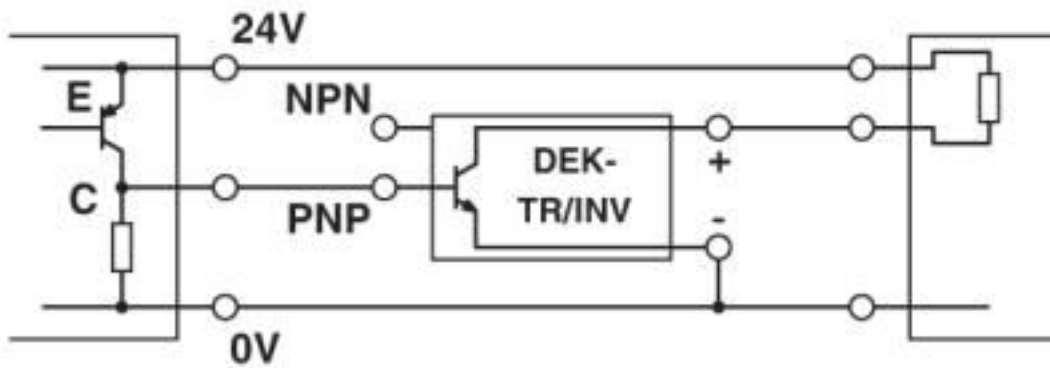 24V
E
NPN
DEK-
TR/INV
+
-
C
PNP
0V